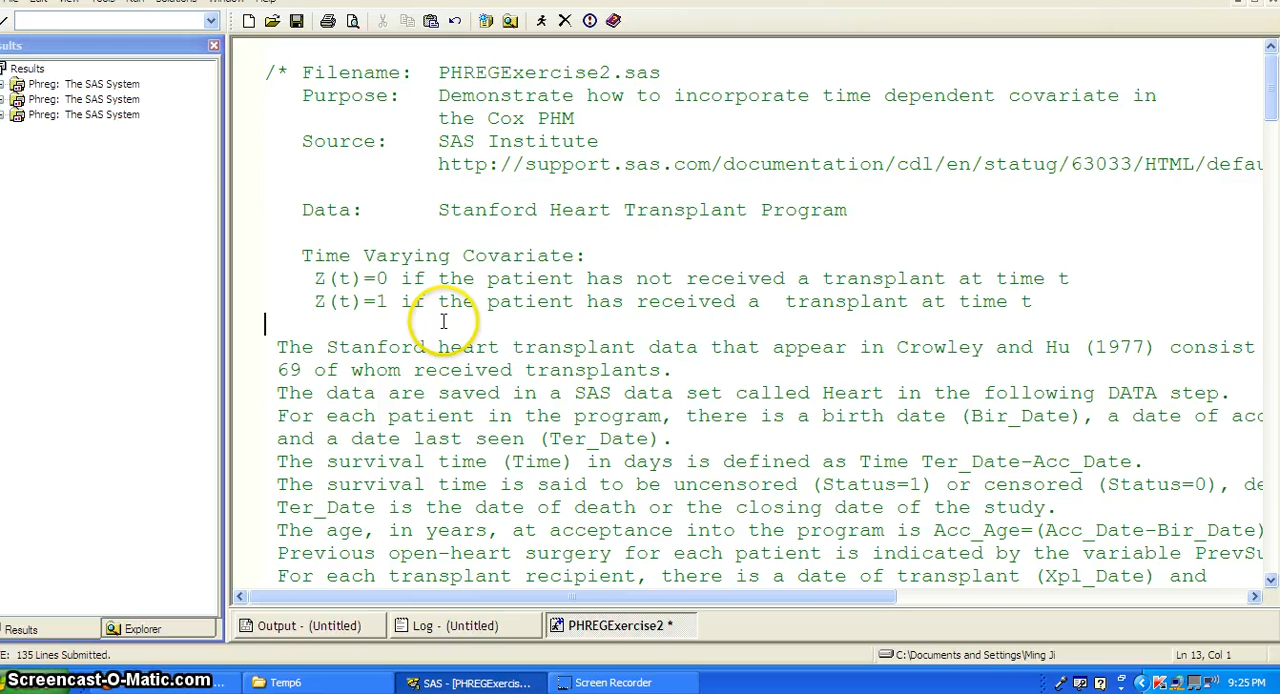 File Edit View Tools Run Solutions Window Help
Results
Results
Phreg: The SAS System
Phreg: The SAS System
Phreg: The SAS System
/* Filename: PHREGExercise2.sas
Purpose: Demonstrate how to incorporate time dependent covariate in
the Cox PHM
Source: SAS Institute
http://support.sas.com/documentation/cdl/en/statug/63033/HTML/defau
Data: Stanford Heart Transplant Program
Time Varying Covariate:
Z(t)=0 if the patient has not received a transplant at time t
Z(t)=1 if the patient has received a transplant at time t
The Stanford heart transplant data that appear in Crowley and Hu (1977) consist
69 of whom received transplants.
The data are saved in a SAS data set called Heart in the following DATA step.
For each patient in the program, there is a birth date (Bir_Date), a date of acc
and a date last seen (Ter_Date).
The survival time (Time) in days is defined as Time Ter_Date-Acc_Date.
The survival time is said to be uncensored (Status=1) or censored (Status=0), de
Ter_Date is the date of death or the closing date of the study.
The age, in years, at acceptance into the program is Acc_Age=(Acc_Date-Bir_Date)
Previous open-heart surgery for each patient is indicated by the variable PrevSu
For each transplant recipient, there is a date of transplant (Xpl_Date) and
Results
Explorer
Output - (Untitled)
Log - (Untitled)
PHREGExercise2 *
E: 135 Lines Submitted.
C:\Documents and Settings\Ming Ji
Ln 13, Col 1
Screencast-O-Matic.com
Temp6
SAS - [PHREGExercis...
Screen Recorder
9:25 PM